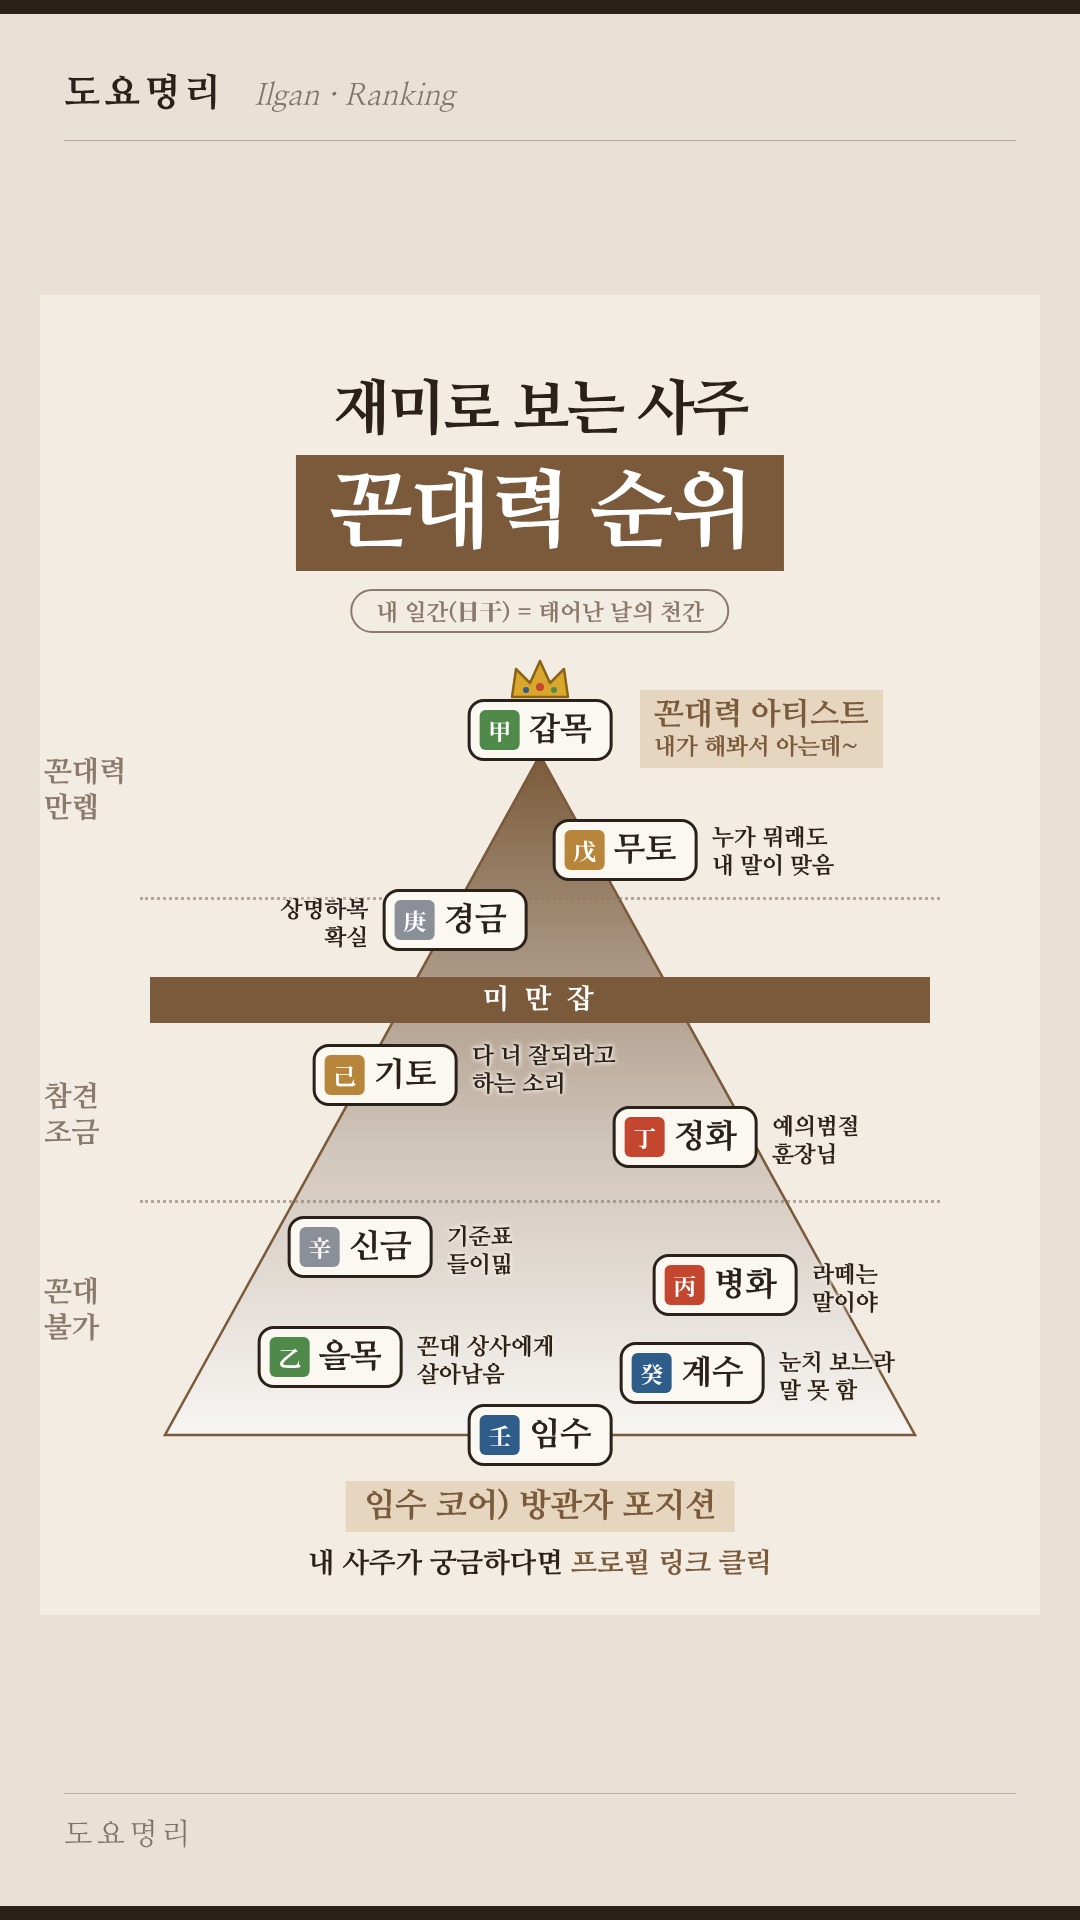 도요명리 Ilgan · Ranking
재미로 보는 사주
꼰대력 순위
내 일간(日干) = 태어난 날의 천간
甲 갑목
꼰대력 아티스트
내가 해봐서 아는데~
꼰대력
만렙
戊 무토
누가 뭐래도
내 말이 맞음
상명하복
확실
庚 경금
미만잡
己 기토
다 너 잘되라고
하는 소리
참견
조금
丁 정화
예의범절
훈장님
辛 신금
기준표
들이밂
꼰대
불가
丙 병화
라떼는
말이야
乙 을목
꼰대 상사에게
살아남음
癸 계수
눈치 보느라
말 못 함
壬 임수
임수 코어) 방관자 포지션
내 사주가 궁금하다면 프로필 링크 클릭
도요명리